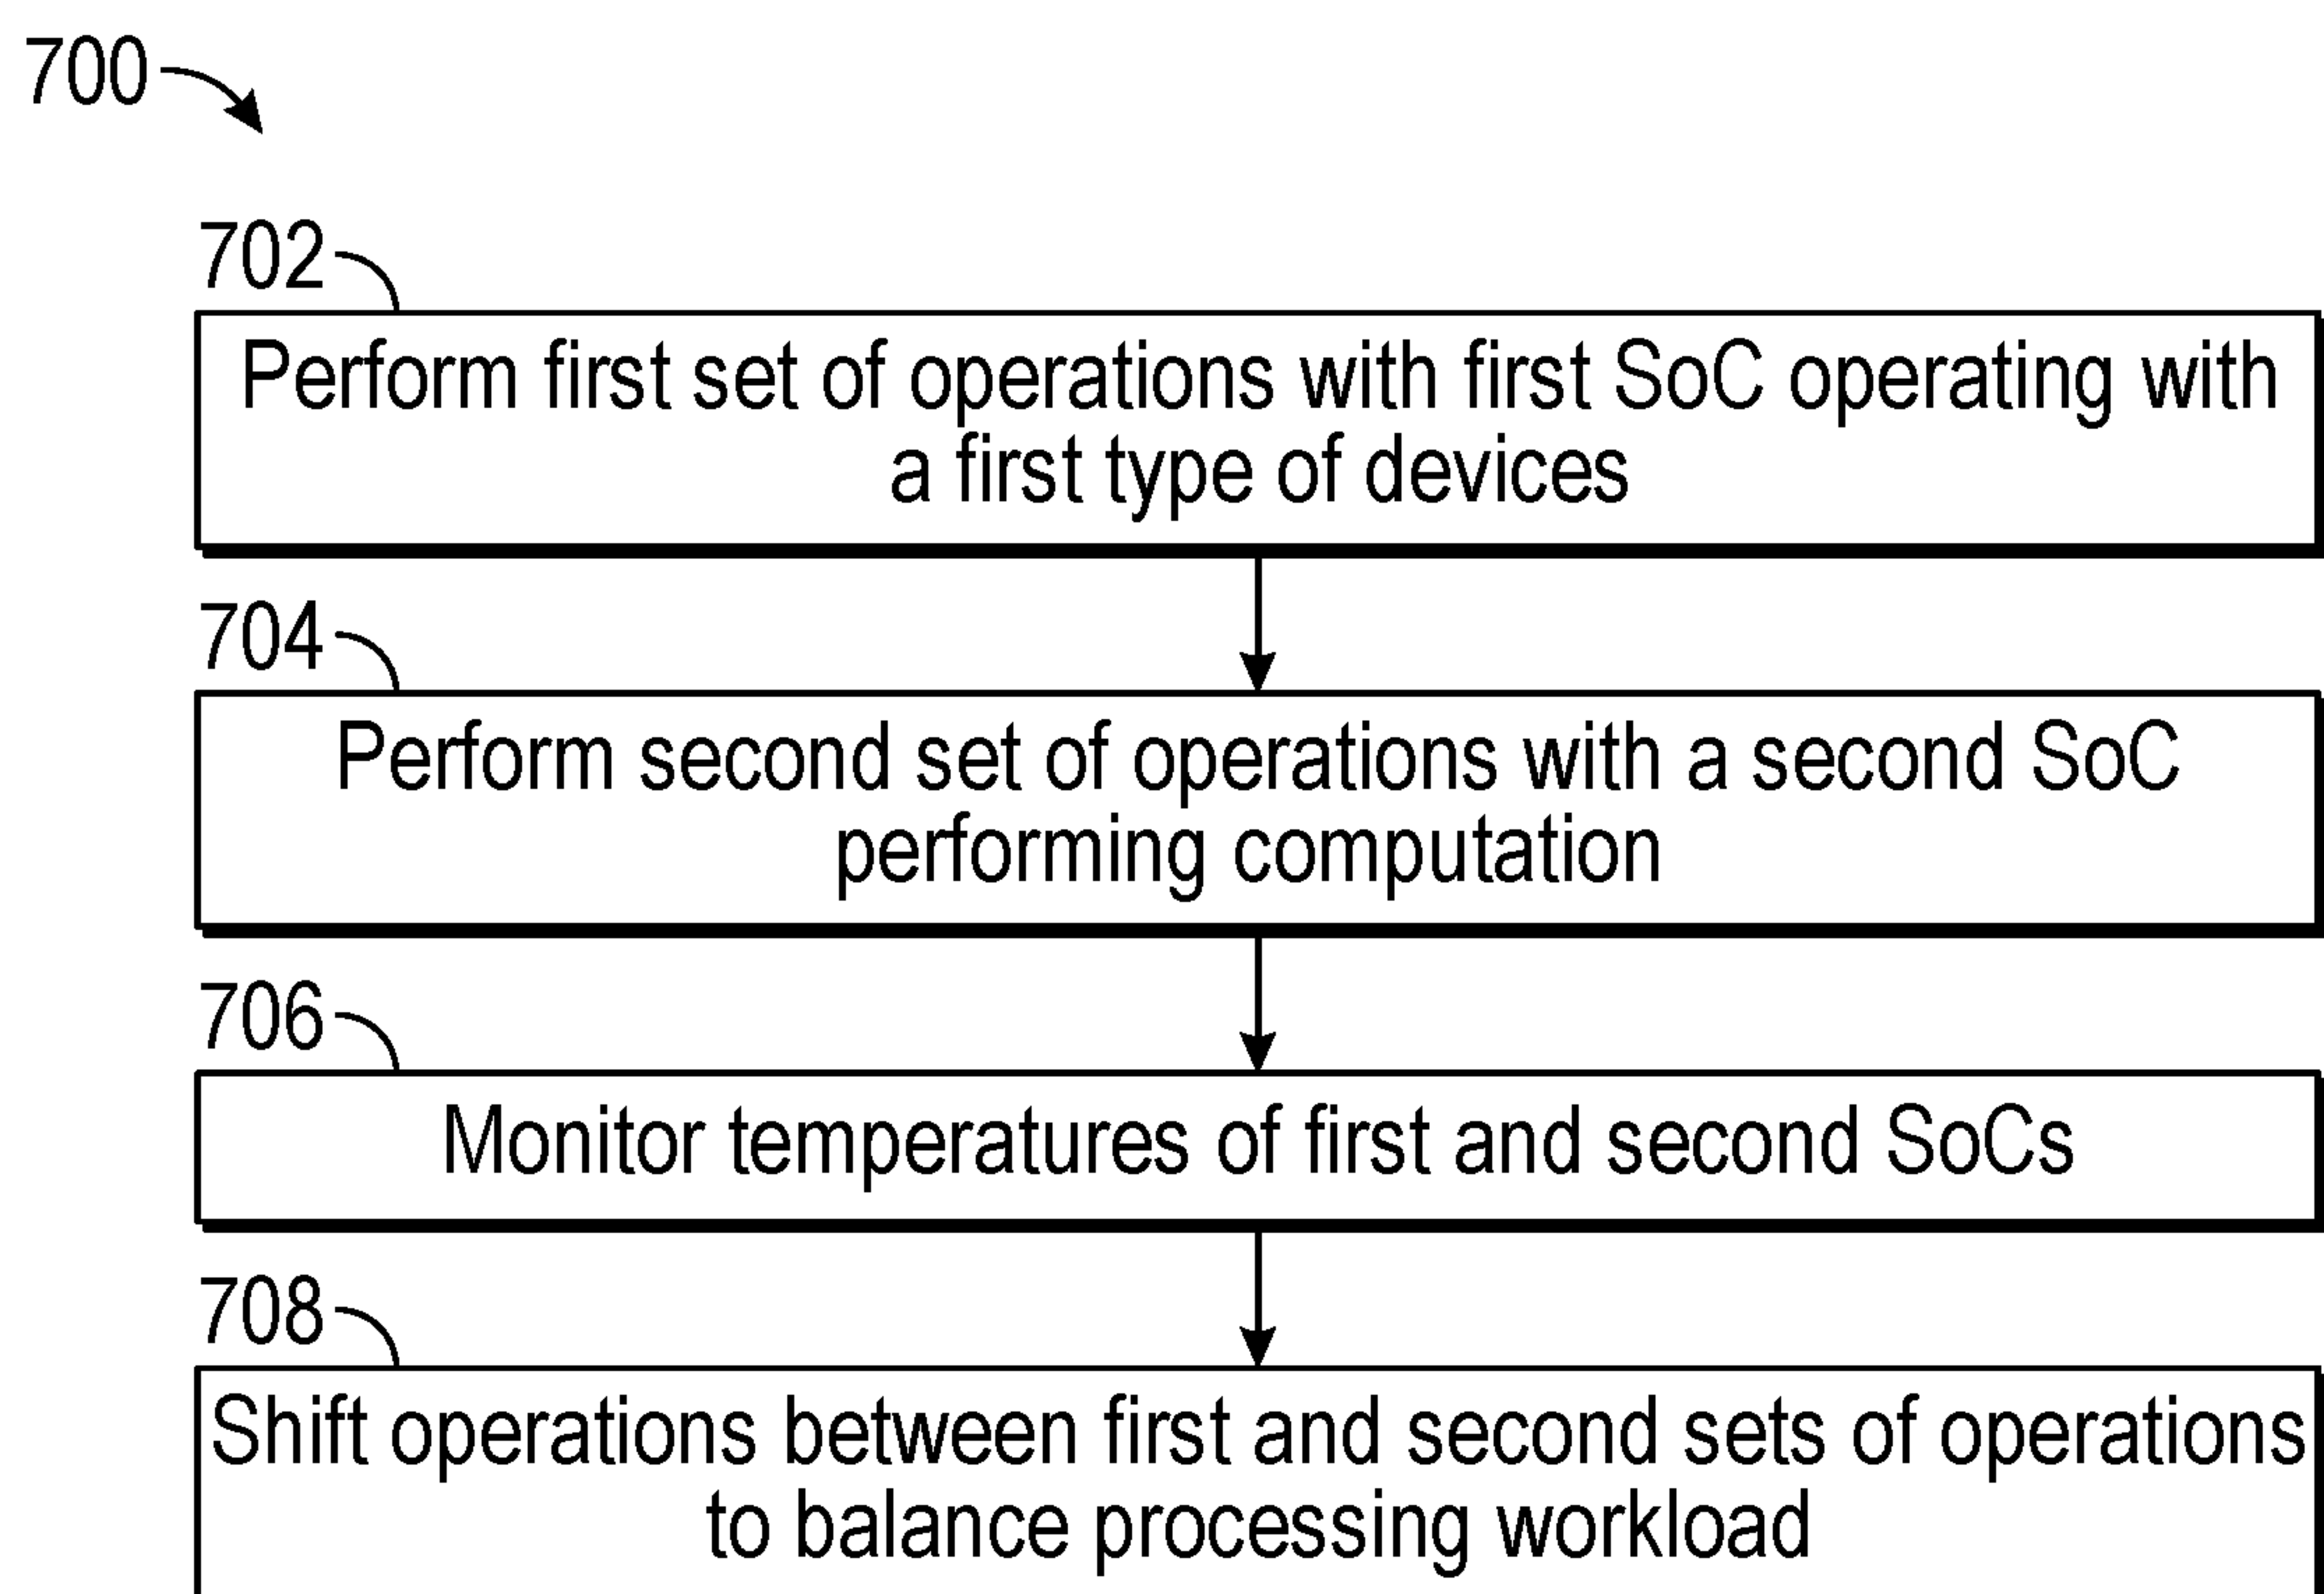 700
702
Perform first set of operations with first SoC operating with
a first type of devices
704
Perform second set of operations with a second SoC
performing computation
706
Monitor temperatures of first and second SoCs
708
Shift operations between first and second sets of operations
to balance processing workload